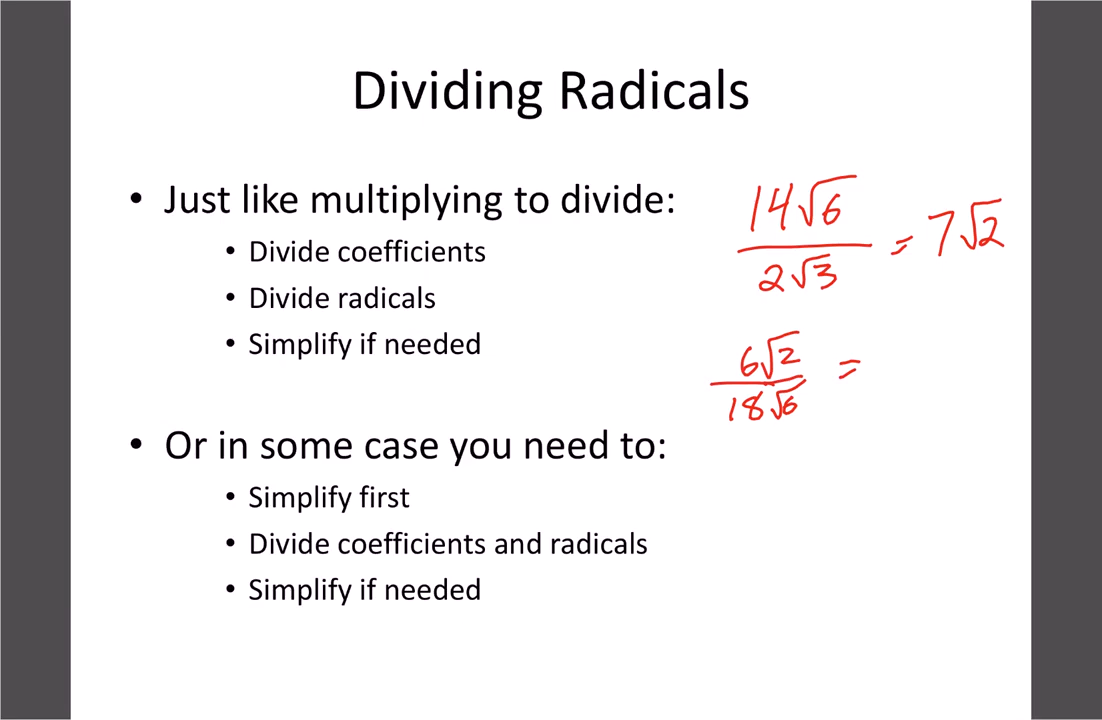 Dividing Radicals
• Just like multiplying to divide:
• Divide coefficients
• Divide radicals
• Simplify if needed
14√6 / 2√3 = 7√2
6√2 / 18√6 =
• Or in some case you need to:
• Simplify first
• Divide coefficients and radicals
• Simplify if needed